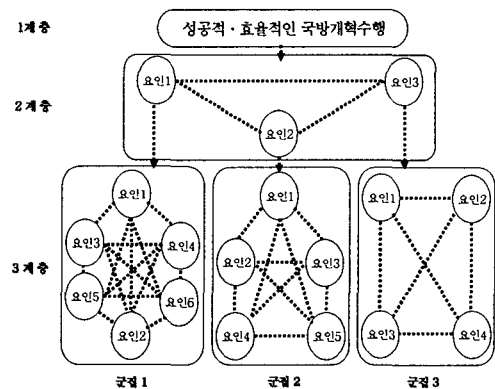 1계층
성공적·효율적인 국방개혁수행
2계층
요인1
요인3
요인2
3계층
요인1
요인3
요인4
요인5
요인6
요인2
요인1
요인2
요인3
요인4
요인5
요인1
요인2
요인3
요인4
군집 1
군집 2
군집 3